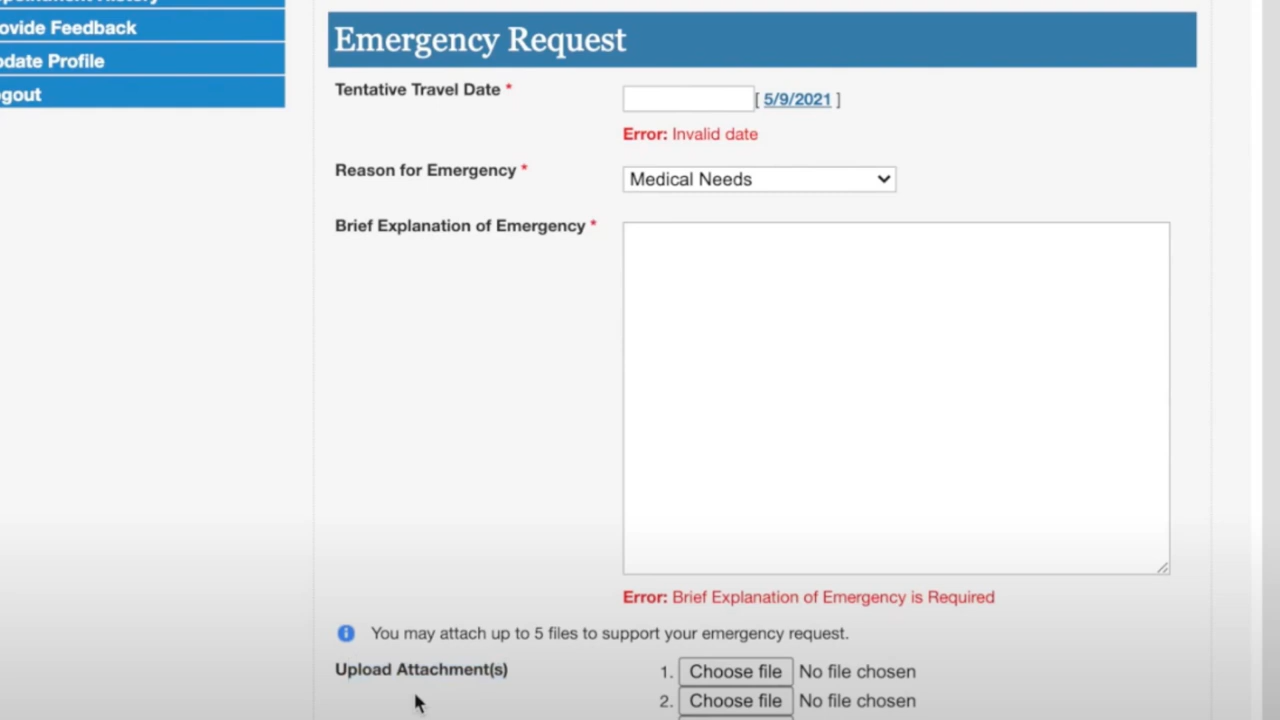 ovide Feedback
odate Profile
gout
Emergency Request
Tentative Travel Date *
[ 5/9/2021 ]
Error: Invalid date
Reason for Emergency *
Medical Needs
Brief Explanation of Emergency *
Error: Brief Explanation of Emergency is Required
You may attach up to 5 files to support your emergency request.
Upload Attachment(s)
1. Choose file No file chosen
2. Choose file No file chosen